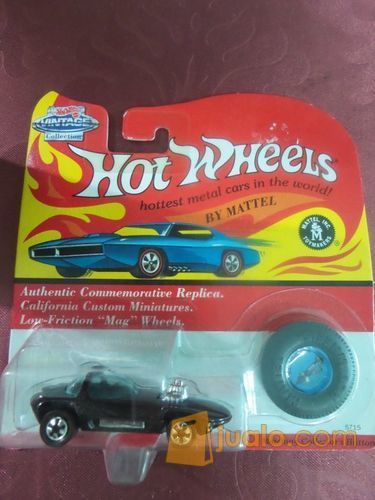 VINTAGE
Collection
HOT WHEELS
hottest metal cars in the world!
BY MATTEL
MATTEL, INC.
M
TOYMAKERS
Authentic Commemorative Replica.
California Custom Miniatures.
Low-Friction "Mag" Wheels.
5715
jualo.com
Button